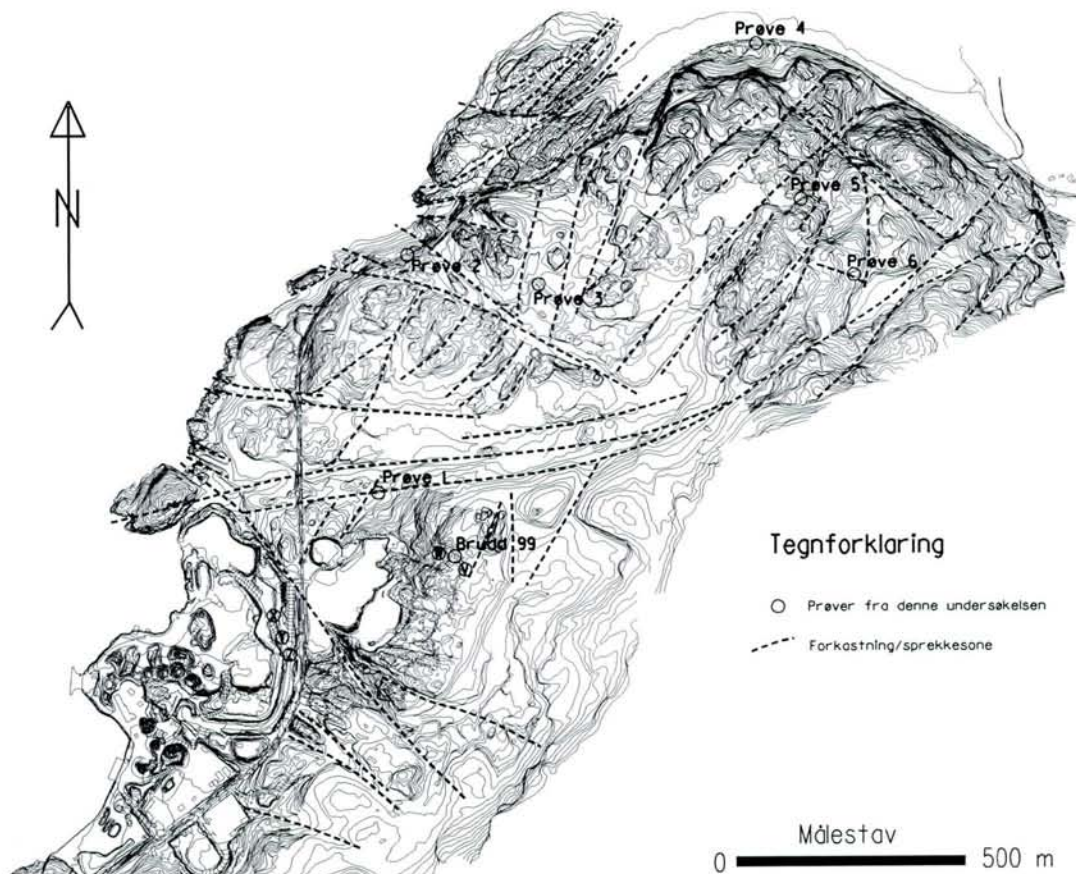 Prøve 4
N
Prøve 5
Prøve 2
Prøve 6
Prøve 3
Prøve 1
Brudd 99
Tegnforklaring
Prøver fra denne undersøkelsen
Forkastning/sprekkesone
Målestav
0 500 m